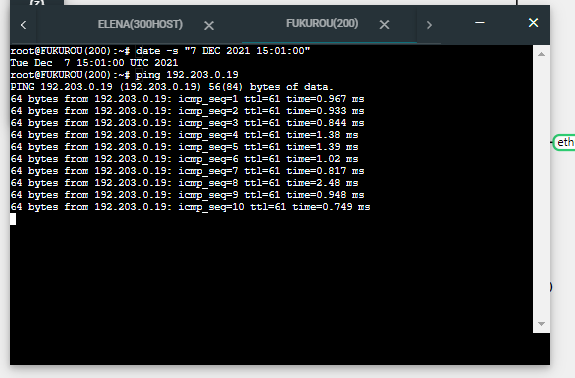 (z)
ELENA(300HOST)
FUKUROU(200)
root@FUKUROU(200):~# date -s "7 DEC 2021 15:01:00"
Tue Dec  7 15:01:00 UTC 2021
root@FUKUROU(200):~# ping 192.203.0.19
PING 192.203.0.19 (192.203.0.19) 56(84) bytes of data.
64 bytes from 192.203.0.19: icmp_seq=1 ttl=61 time=0.967 ms
64 bytes from 192.203.0.19: icmp_seq=2 ttl=61 time=0.933 ms
64 bytes from 192.203.0.19: icmp_seq=3 ttl=61 time=0.844 ms
64 bytes from 192.203.0.19: icmp_seq=4 ttl=61 time=1.38 ms
64 bytes from 192.203.0.19: icmp_seq=5 ttl=61 time=1.39 ms
64 bytes from 192.203.0.19: icmp_seq=6 ttl=61 time=1.02 ms
64 bytes from 192.203.0.19: icmp_seq=7 ttl=61 time=0.817 ms
64 bytes from 192.203.0.19: icmp_seq=8 ttl=61 time=2.48 ms
64 bytes from 192.203.0.19: icmp_seq=9 ttl=61 time=0.948 ms
64 bytes from 192.203.0.19: icmp_seq=10 ttl=61 time=0.749 ms
eth
)